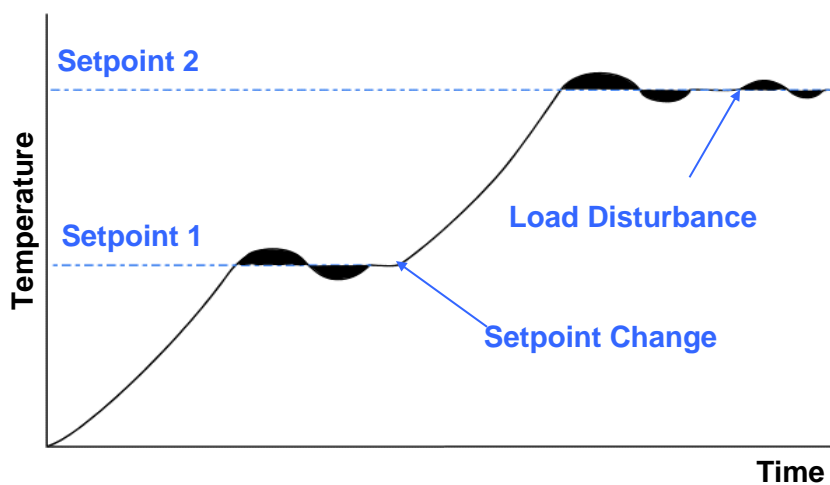 Setpoint 2
Temperature
Load Disturbance
Setpoint 1
Setpoint Change
Time